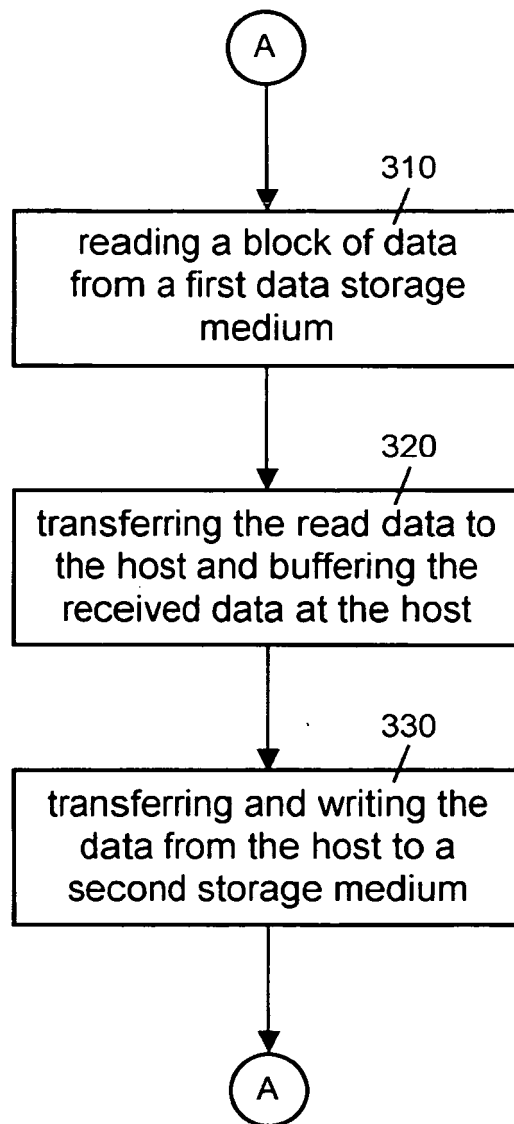 A
310
reading a block of data
from a first data storage
medium
320
transferring the read data to
the host and buffering the
received data at the host
330
transferring and writing the
data from the host to a
second storage medium
A